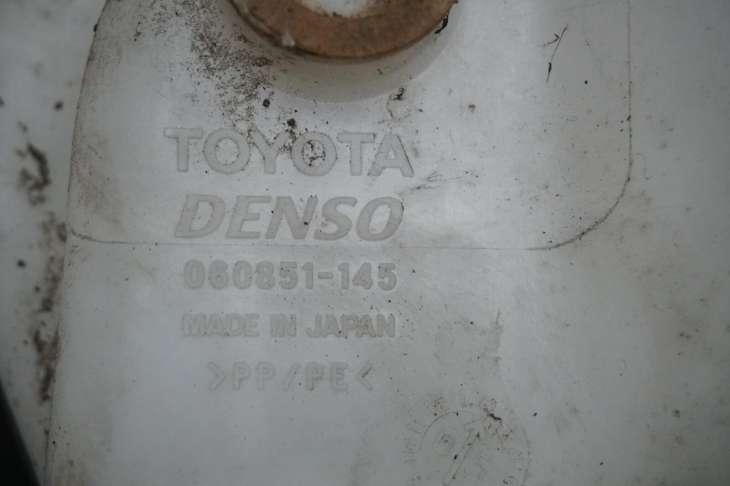 TOYOTA
DENSO
060851-145
MADE IN JAPAN
>PP/PE<